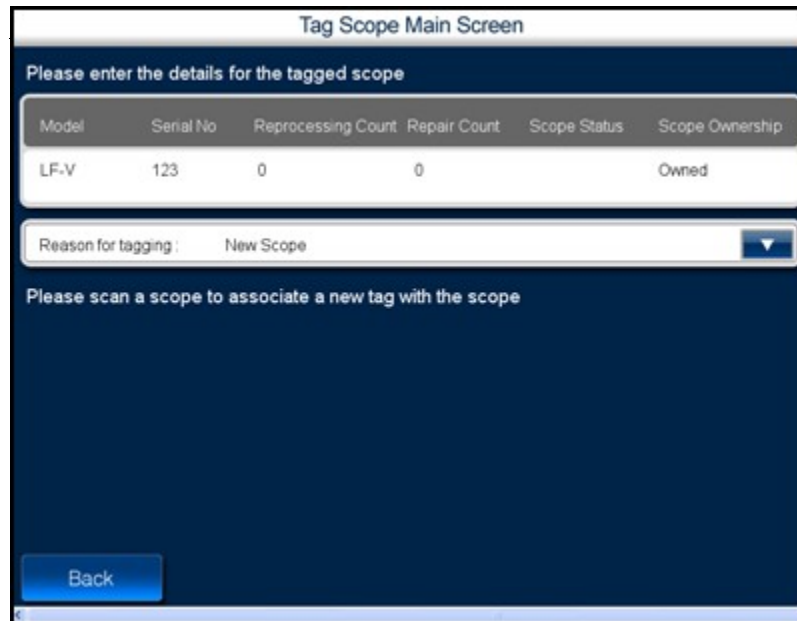 Tag Scope Main Screen
Please enter the details for the tagged scope
Model Serial No Reprocessing Count Repair Count Scope Status Scope Ownership
LF-V 123 0 0 Owned
Reason for tagging : New Scope
Please scan a scope to associate a new tag with the scope
Back